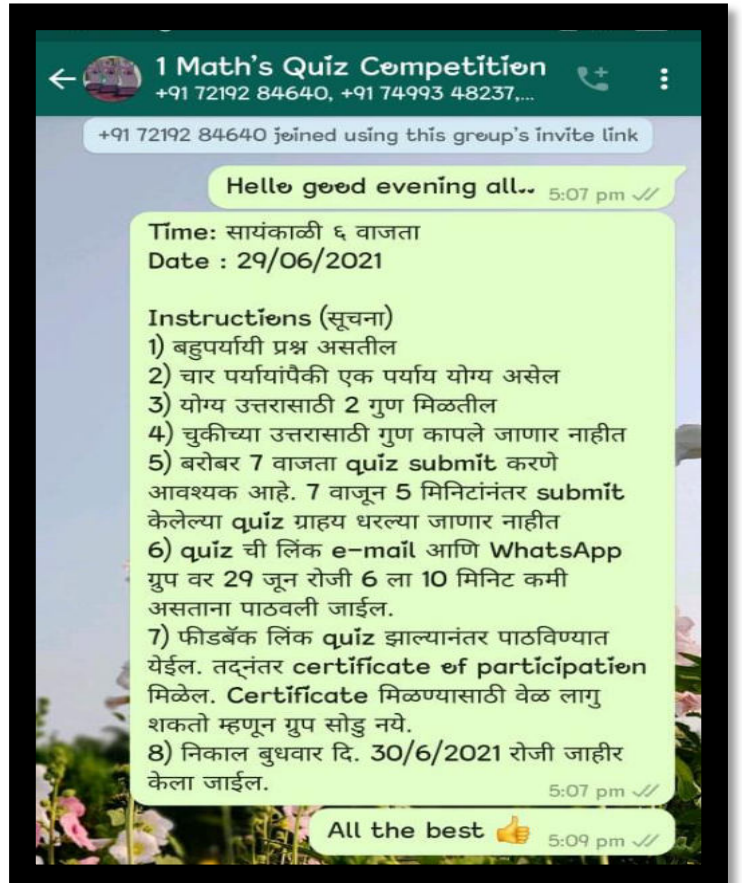 1 Math's Quiz Competition
+91 72192 84640, +91 74993 48237,...
+91 72192 84640 joined using this group's invite link
Hello good evening all..
5:07 pm
Time: सायंकाळी ६ वाजता
Date : 29/06/2021
Instructions (सूचना)
1) बहुपर्यायी प्रश्न असतील
2) चार पर्यायांपैकी एक पर्याय योग्य असेल
3) योग्य उत्तरासाठी 2 गुण मिळतील
4) चुकीच्या उत्तरासाठी गुण कापले जाणार नाहीत
5) बरोबर 7 वाजता quiz submit करणे
आवश्यक आहे. 7 वाजून 5 मिनिटांनंतर submit
केलेल्या quiz ग्राहय धरल्या जाणार नाहीत
6) quiz ची लिंक e-mail आणि WhatsApp
ग्रुप वर 29 जून रोजी 6 ला 10 मिनिट कमी
असताना पाठवली जाईल.
7) फीडबॅक लिंक quiz झाल्यानंतर पाठविण्यात
येईल. तद्नंतर certificate of participation
मिळेल. Certificate मिळण्यासाठी वेळ लागु
शकतो म्हणून ग्रुप सोडु नये.
8) निकाल बुधवार दि. 30/6/2021 रोजी जाहीर
केला जाईल.
5:07 pm
All the best 👍
5:09 pm